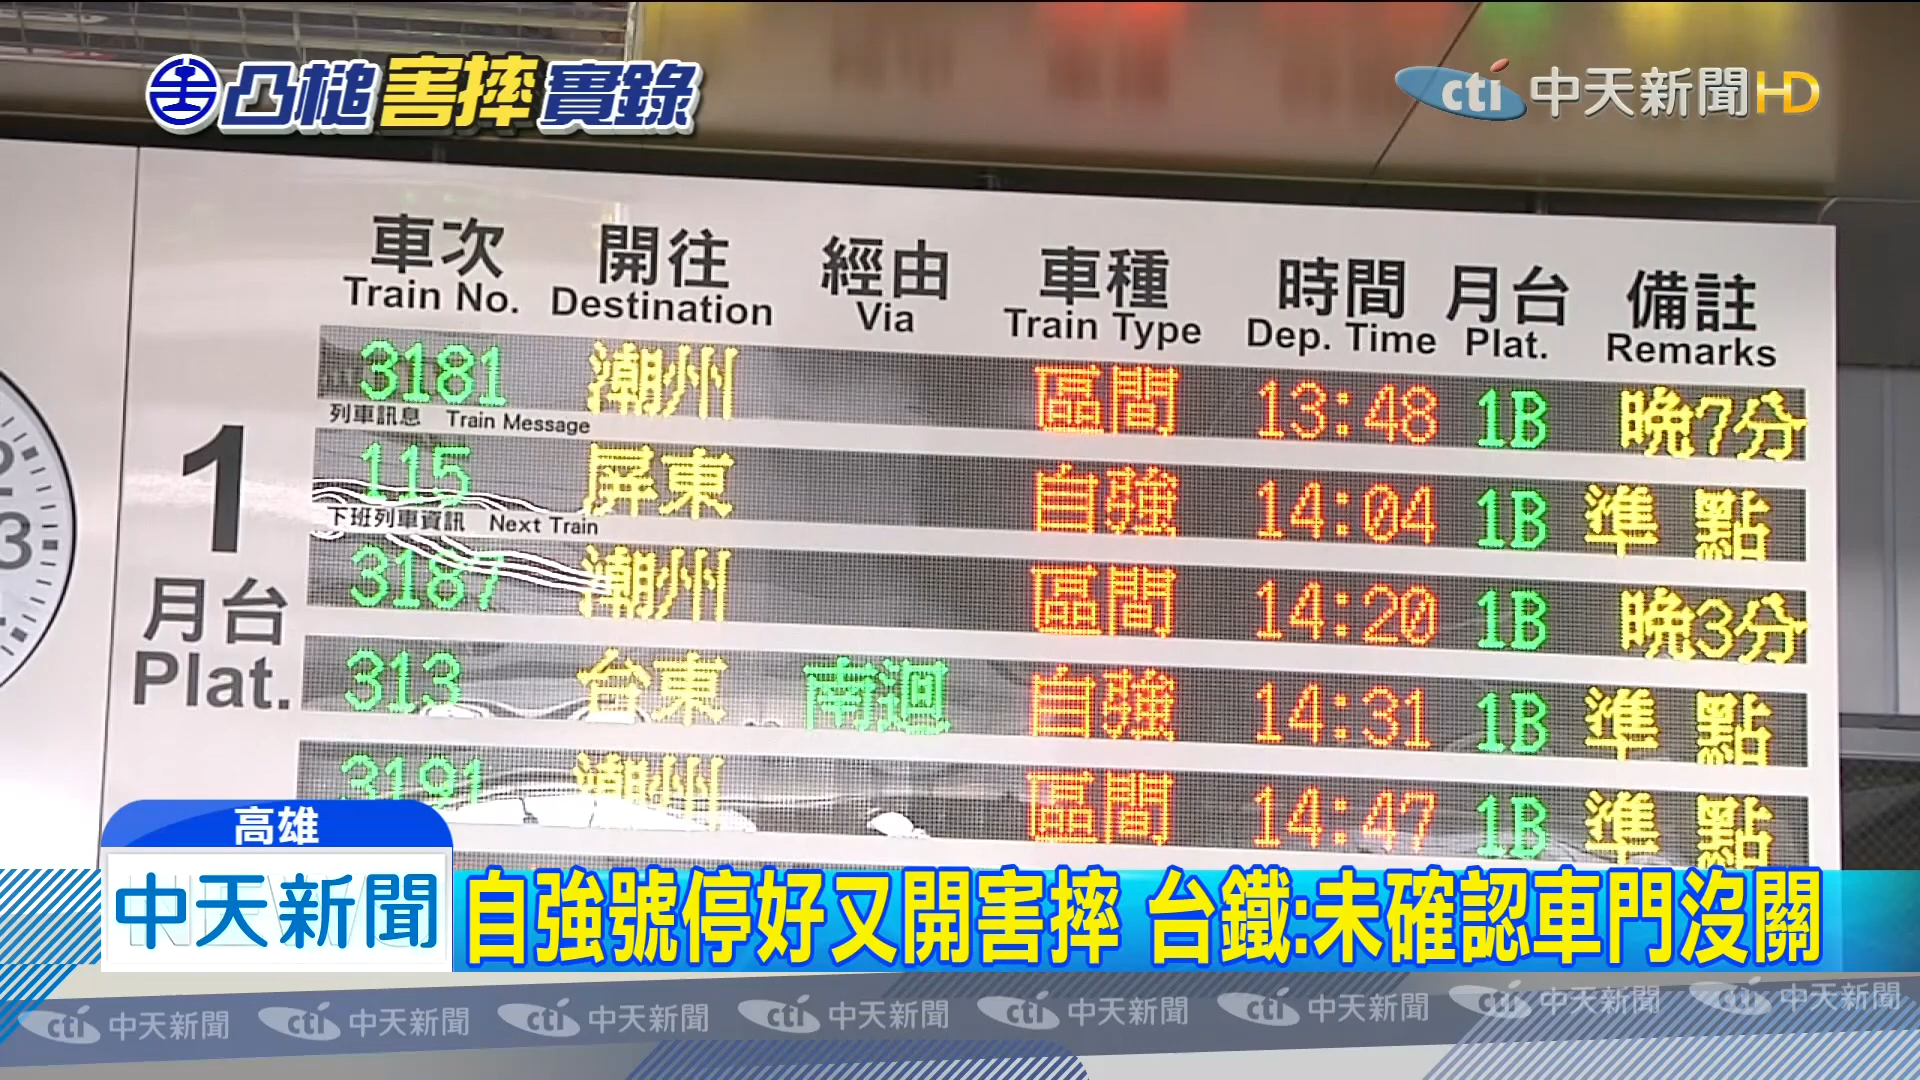 凸槌害摔實錄
cti 中天新聞HD
車次 開往 經由 車種 時間 月台 備註
Train No. Destination Via Train Type Dep. Time Plat. Remarks
3181 潮州 區間 13:48 1B 晚7分
列車訊息 Train Message
115 屏東 自強 14:04 1B 準點
下班列車資訊 Next Train
3187 潮州 區間 14:20 1B 晚3分
313 台東 南迴 自強 14:31 1B 準點
3191 潮州 區間 14:47 1B 準點
1
月台
Plat.
2
3
高雄
中天新聞
自強號停好又開害摔 台鐵:未確認車門沒關
cti 中天新聞 cti 中天新聞 cti 中天新聞 cti 中天新聞 cti 中天新聞 cti 中天新聞 cti 中天新聞 cti 中天新聞